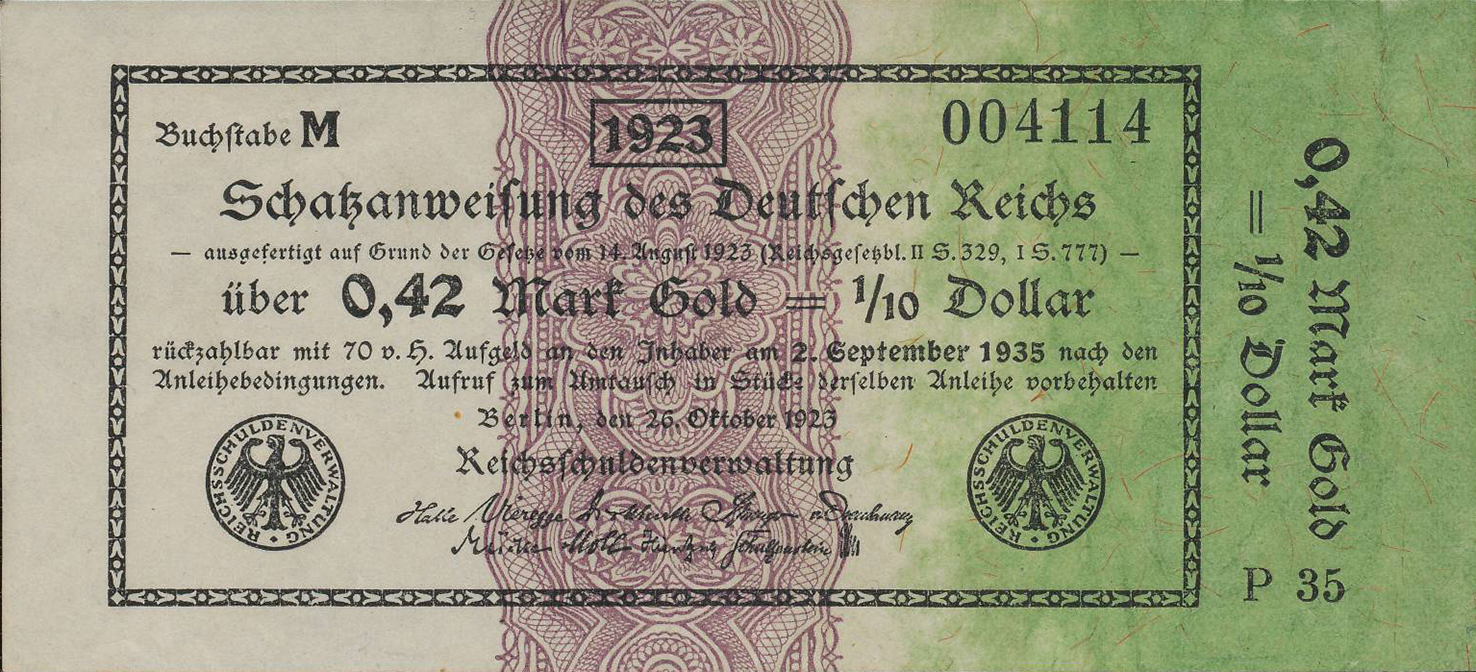 Buchstabe M
1923
004114
Schatzanweisung des Deutschen Reichs
— ausgefertigt auf Grund der Gesetze vom 14. August 1923 (Reichsgesetzbl. II S. 329, I S. 777) —
über 0,42 Mark Gold = 1/10 Dollar
rückzahlbar mit 70 v. H. Aufgeld an den Inhaber am 2. September 1935 nach den
Anleihebedingungen. Aufruf zum Umtausch in Stücke derselben Anleihe vorbehalten
Berlin, den 26. Oktober 1923
Reichsschuldenverwaltung
REICHSSCHULDENVERWALTUNG
REICHSSCHULDENVERWALTUNG
Halle
0,42 Mark Gold
= 1/10 Dollar
P 35